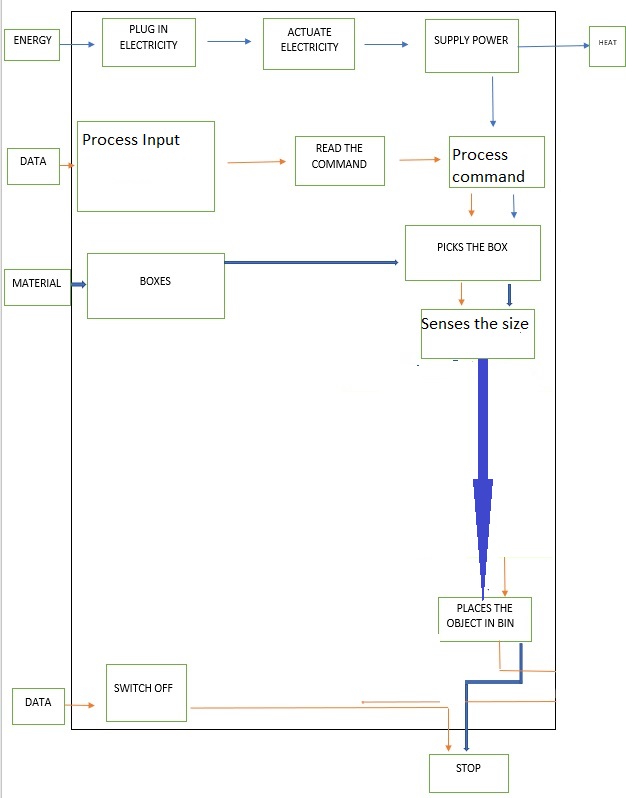 ENERGY
PLUG IN
ELECTRICITY
ACTUATE
ELECTRICITY
SUPPLY POWER
HEAT
DATA
Process Input
READ THE
COMMAND
Process
command
MATERIAL
BOXES
PICKS THE BOX
Senses the size
PLACES THE
OBJECT IN BIN
DATA
SWITCH OFF
STOP